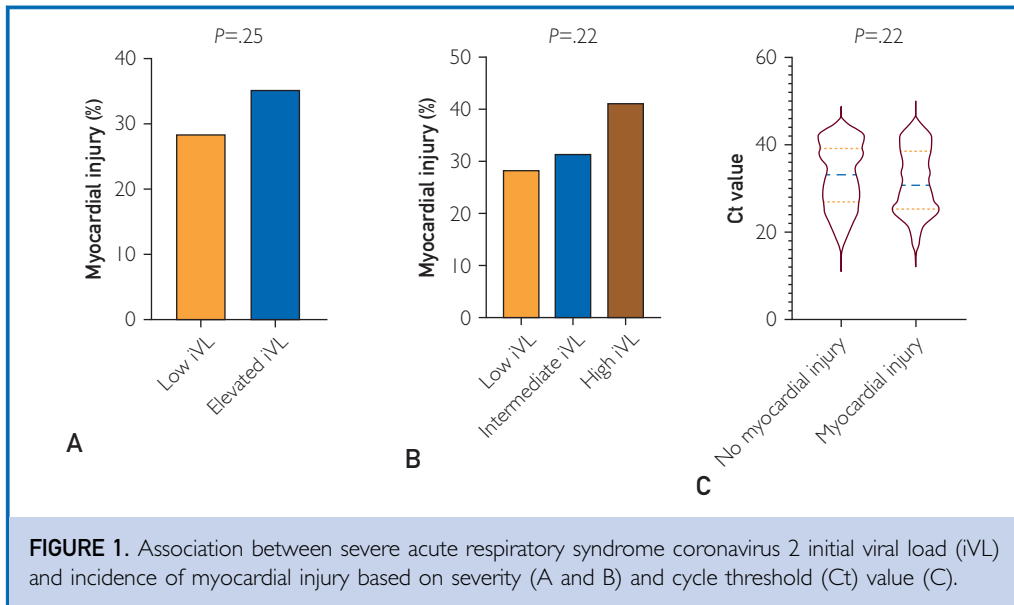 P=.25
40
30
20
10
0
Myocardial injury (%)
Low iVL
Elevated iVL
A
P=.22
50
40
30
20
10
0
Myocardial injury (%)
Low iVL
Intermediate iVL
High iVL
B
P=.22
60
40
20
0
Ct value
No myocardial injury
Myocardial injury
C
FIGURE 1. Association between severe acute respiratory syndrome coronavirus 2 initial viral load (iVL)
and incidence of myocardial injury based on severity (A and B) and cycle threshold (Ct) value (C).